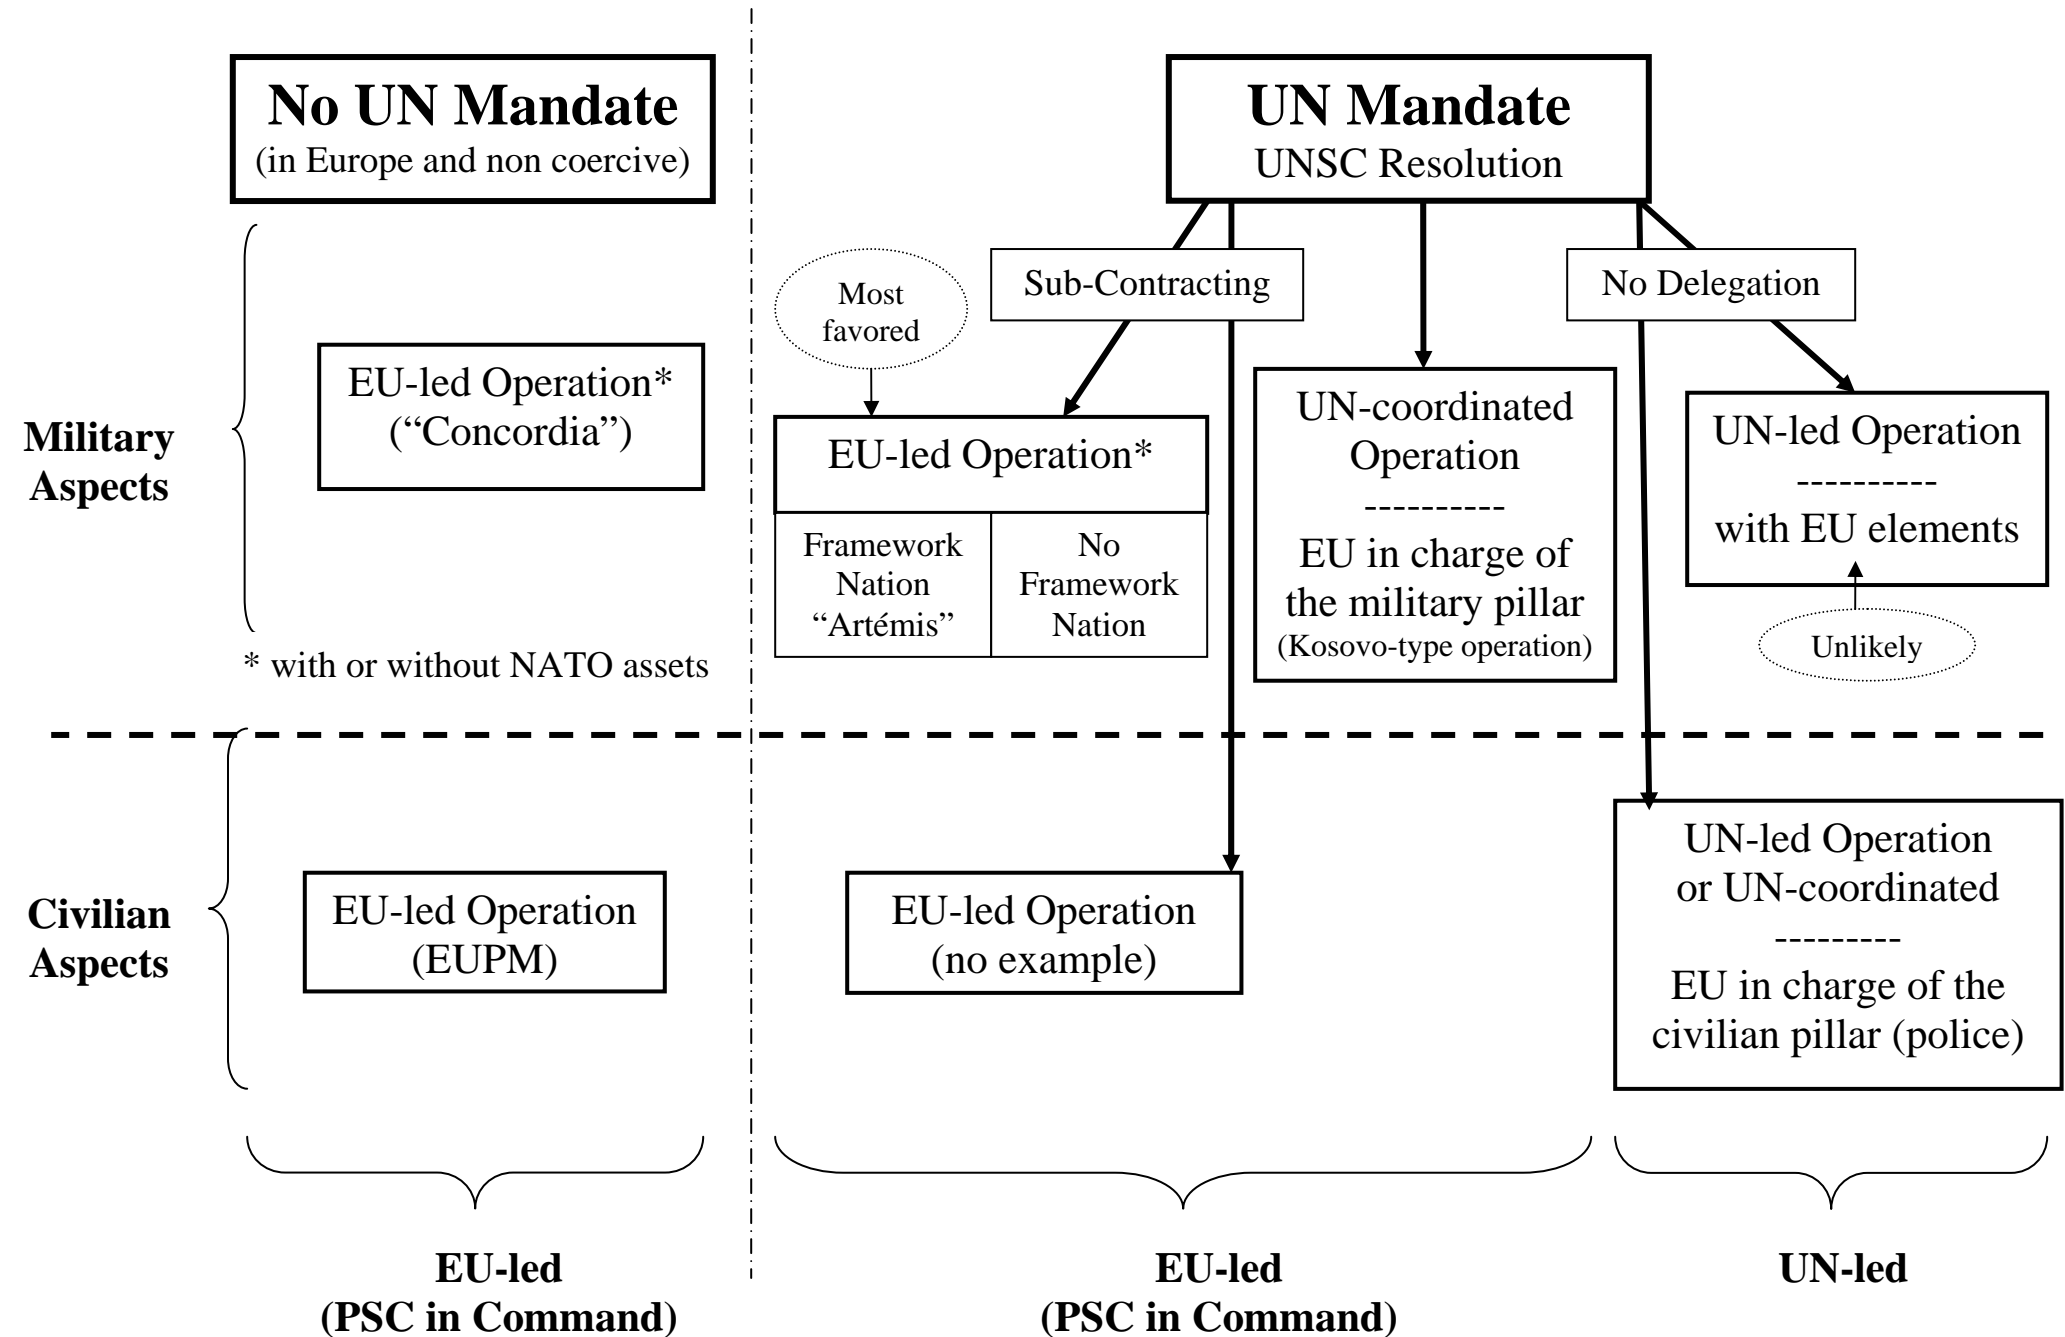 No UN Mandate
(in Europe and non coercive)
UN Mandate
UNSC Resolution
Sub-Contracting
No Delegation
Most
favored
Military
Aspects
EU-led Operation*
(“Concordia”)
EU-led Operation*
Framework
Nation
“Artémis”
No
Framework
Nation
UN-coordinated
Operation
----------
EU in charge of
the military pillar
(Kosovo-type operation)
UN-led Operation
----------
with EU elements
Unlikely
* with or without NATO assets
Civilian
Aspects
EU-led Operation
(EUPM)
EU-led Operation
(no example)
UN-led Operation
or UN-coordinated
---------
EU in charge of the
civilian pillar (police)
EU-led
(PSC in Command)
EU-led
(PSC in Command)
UN-led